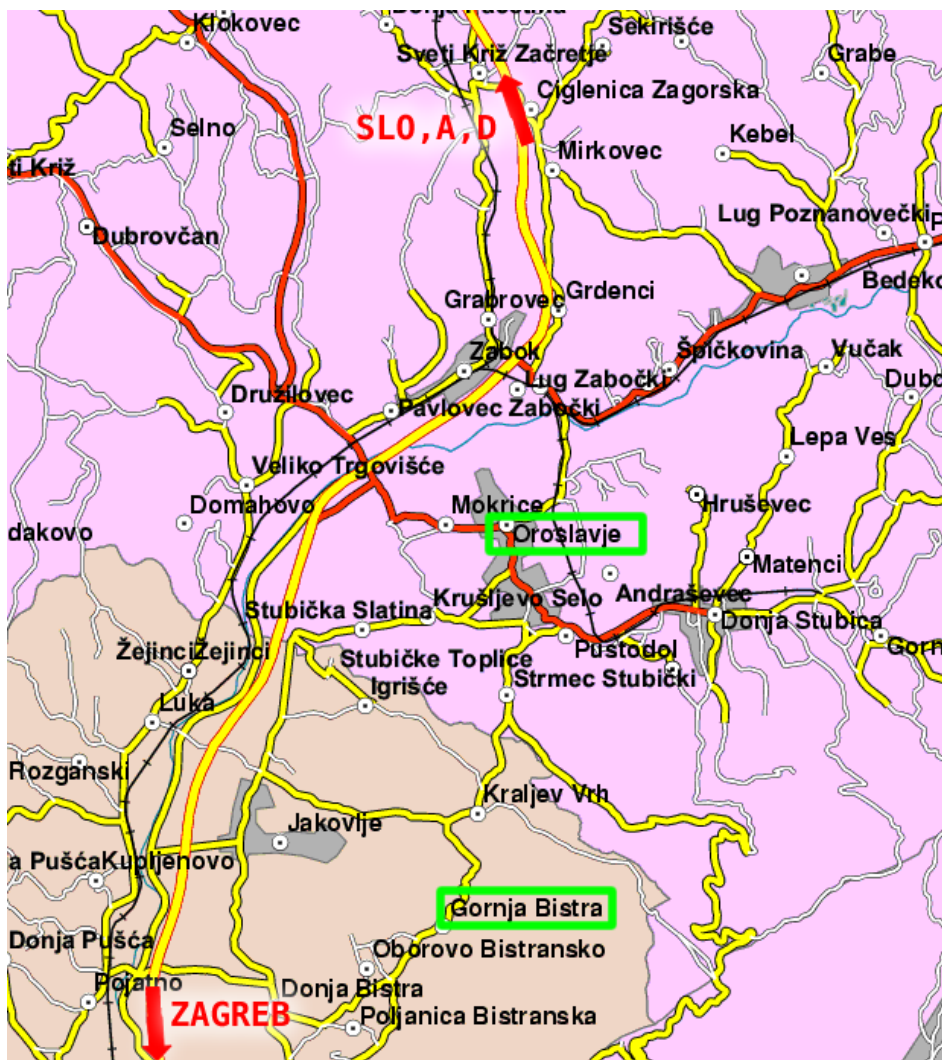 Klokovec
Sekirišće
Sveti Križ Začretje
Grabe
Ciglenica Zagorska
SLO,A,D
Selno
Kebel
Mirkovec
ti Križ
Lug Poznanovečki
P
Dubrovčan
Bedeko
Grdenci
Grabrovec
Zabok
Špičkovina
Vučak
Lug Zabočki
Dubo
Družilovec
Pavlovec Zabočki
Lepa Ves
Veliko Trgovišće
Domahovo
Mokrice
Hruševec
dakovo
Oroslavje
Matenci
Andraševec
Krušljevo Selo
Stubička Slatina
Donja Stubica
ŽejinciŽejinci
Stubičke Toplice
Pustodol
Gorn
Igrišće
Strmec Stubički
Luka
Rozganski
Kraljev Vrh
Jakovlje
a Pušća
Kupljenovo
Gornja Bistra
Donja Pušća
Oborovo Bistransko
Pojatno
Donja Bistra
ZAGREB
Poljanica Bistranska